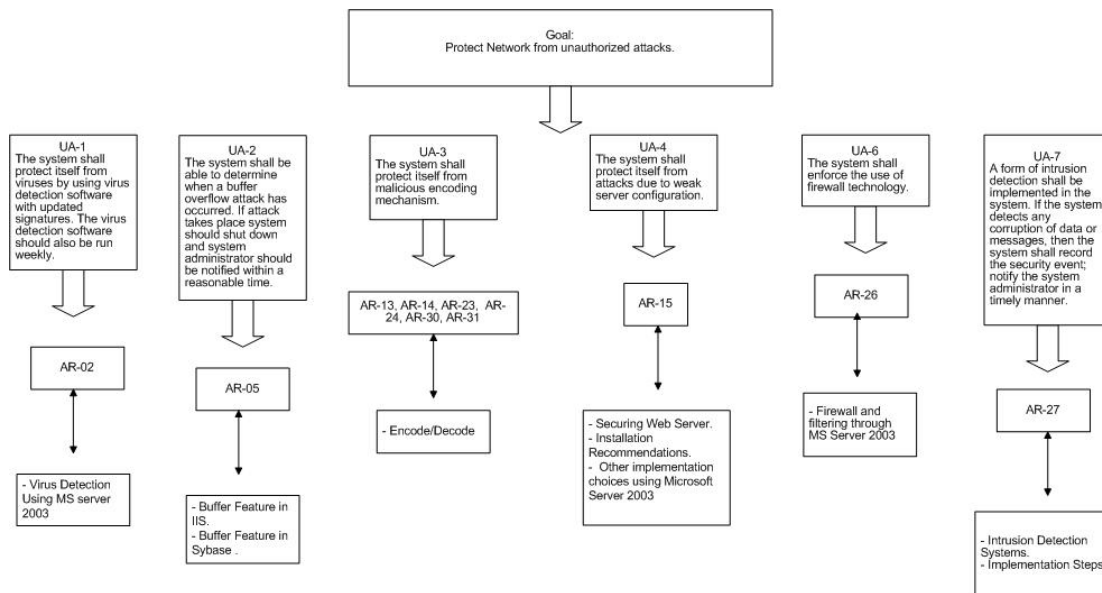 Goal:
Protect Network from unauthorized attacks.
UA-1
The system shall
protect itself from
viruses by using virus
detection software
with updated
signatures. The virus
detection software
should also be run
weekly.
UA-2
The system shall be
able to determine
when a buffer
overflow attack has
occurred. If attack
takes place system
should shut down
and system
administrator should
be notified within a
reasonable time.
UA-3
The system shall
protect itself from
malicious encoding
mechanism.
UA-4
The system shall
protect itself from
attacks due to weak
server configuration.
UA-6
The system shall
enforce the use of
firewall technology.
UA-7
A form of intrusion
detection shall be
implemented in the
system. If the system
detects any
corruption of data or
messages, then the
system shall record
the security event;
notify the system
administrator in a
timely manner.
AR-02
AR-05
AR-13, AR-14, AR-23, AR-
24, AR-30, AR-31
AR-15
AR-26
AR-27
- Virus Detection
Using MS server
2003
- Buffer Feature in
IIS.
- Buffer Feature in
Sybase .
- Encode/Decode
- Securing Web Server.
- Installation
Recommendations.
- Other implementation
choices using Microsoft
Server 2003
- Firewall and
filtering through
MS Server 2003
- Intrusion Detection
Systems.
- Implementation Steps